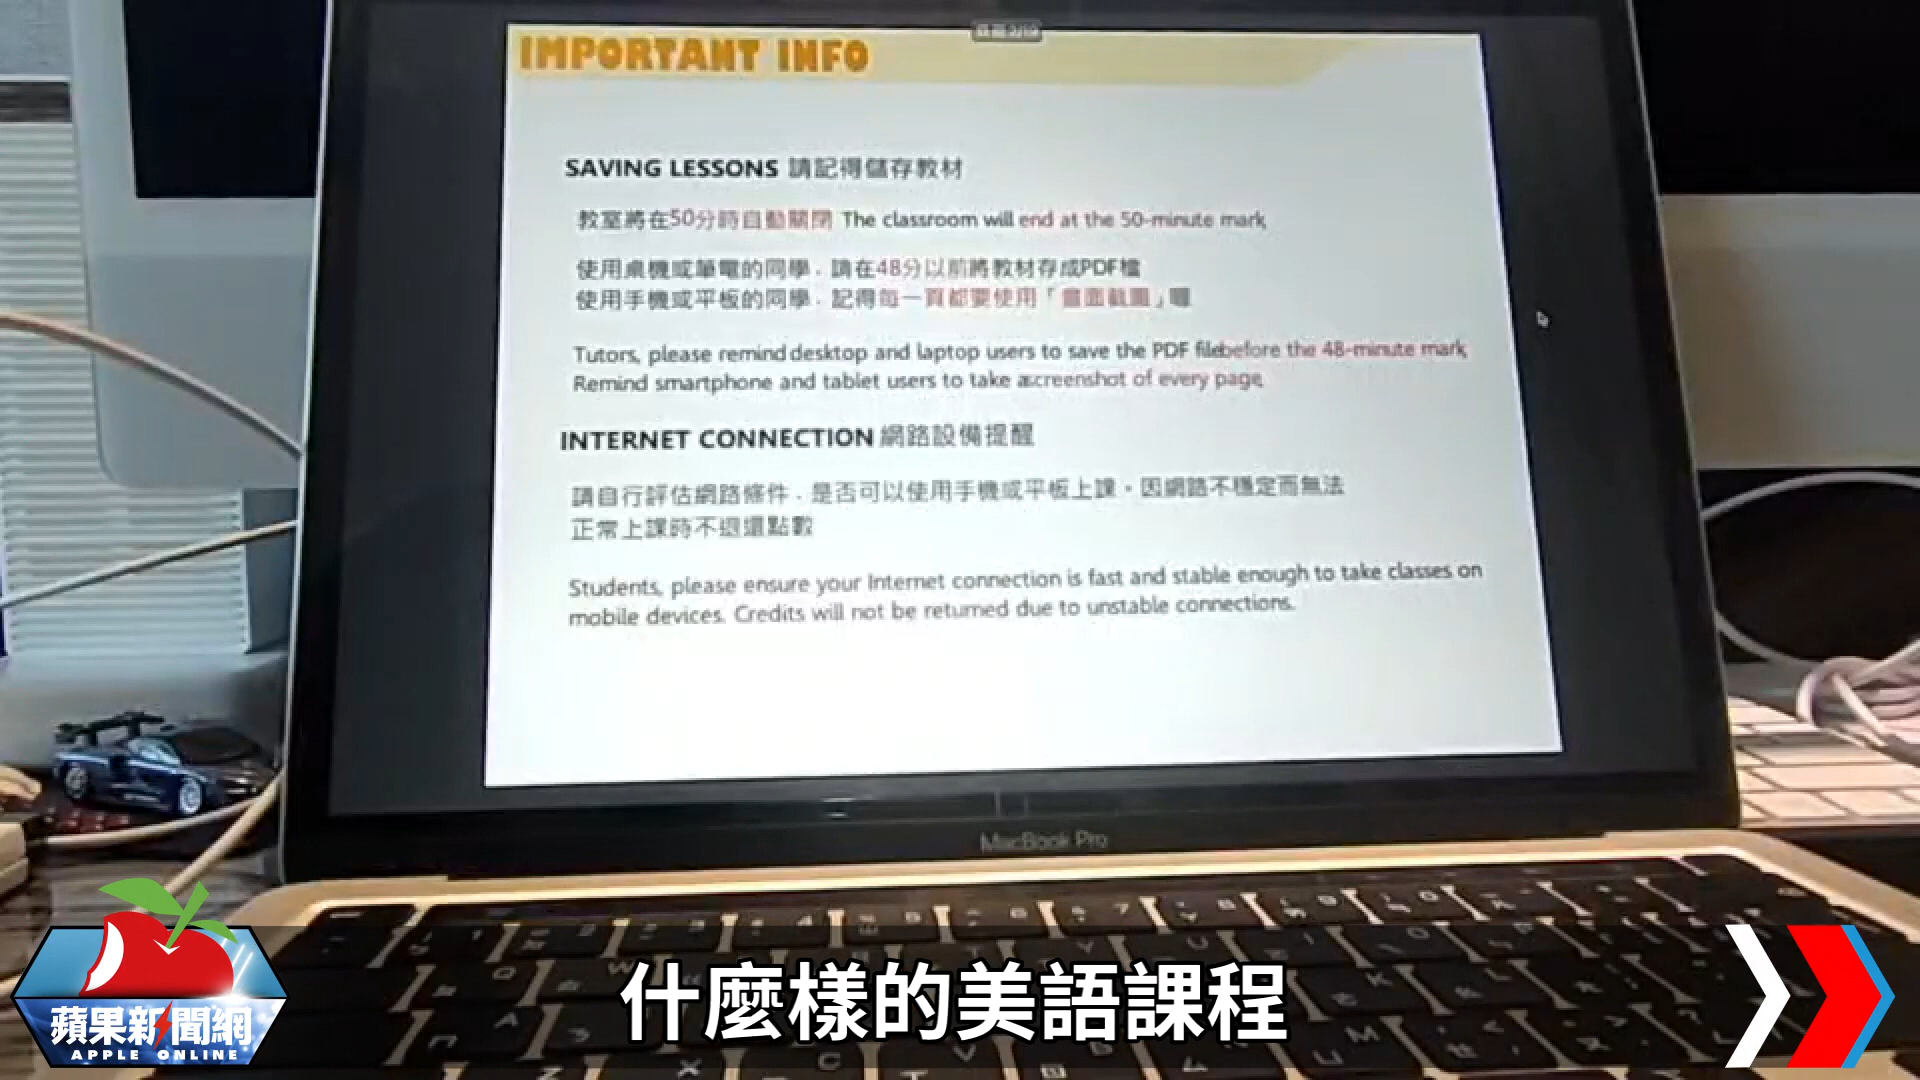 IMPORTANT INFO
SAVING LESSONS 請記得儲存教材
教室將在50分時自動關閉 The classroom will end at the 50-minute mark.
使用桌機或筆電的同學，請在48分以前將教材存成PDF檔
使用手機或平板的同學，記得每一頁都要使用「畫面截圖」喔
Tutors, please remind desktop and laptop users to save the PDF file before the 48-minute mark.
Remind smartphone and tablet users to take a screenshot of every page.
INTERNET CONNECTION 網路設備提醒
請自行評估網路條件，是否可以使用手機或平板上課。因網路不穩定而無法
正常上課時不退還點數
Students, please ensure your Internet connection is fast and stable enough to take classes on
mobile devices. Credits will not be returned due to unstable connections.
MacBook Pro
什麼樣的美語課程
蘋果新聞網
APPLE ONLINE